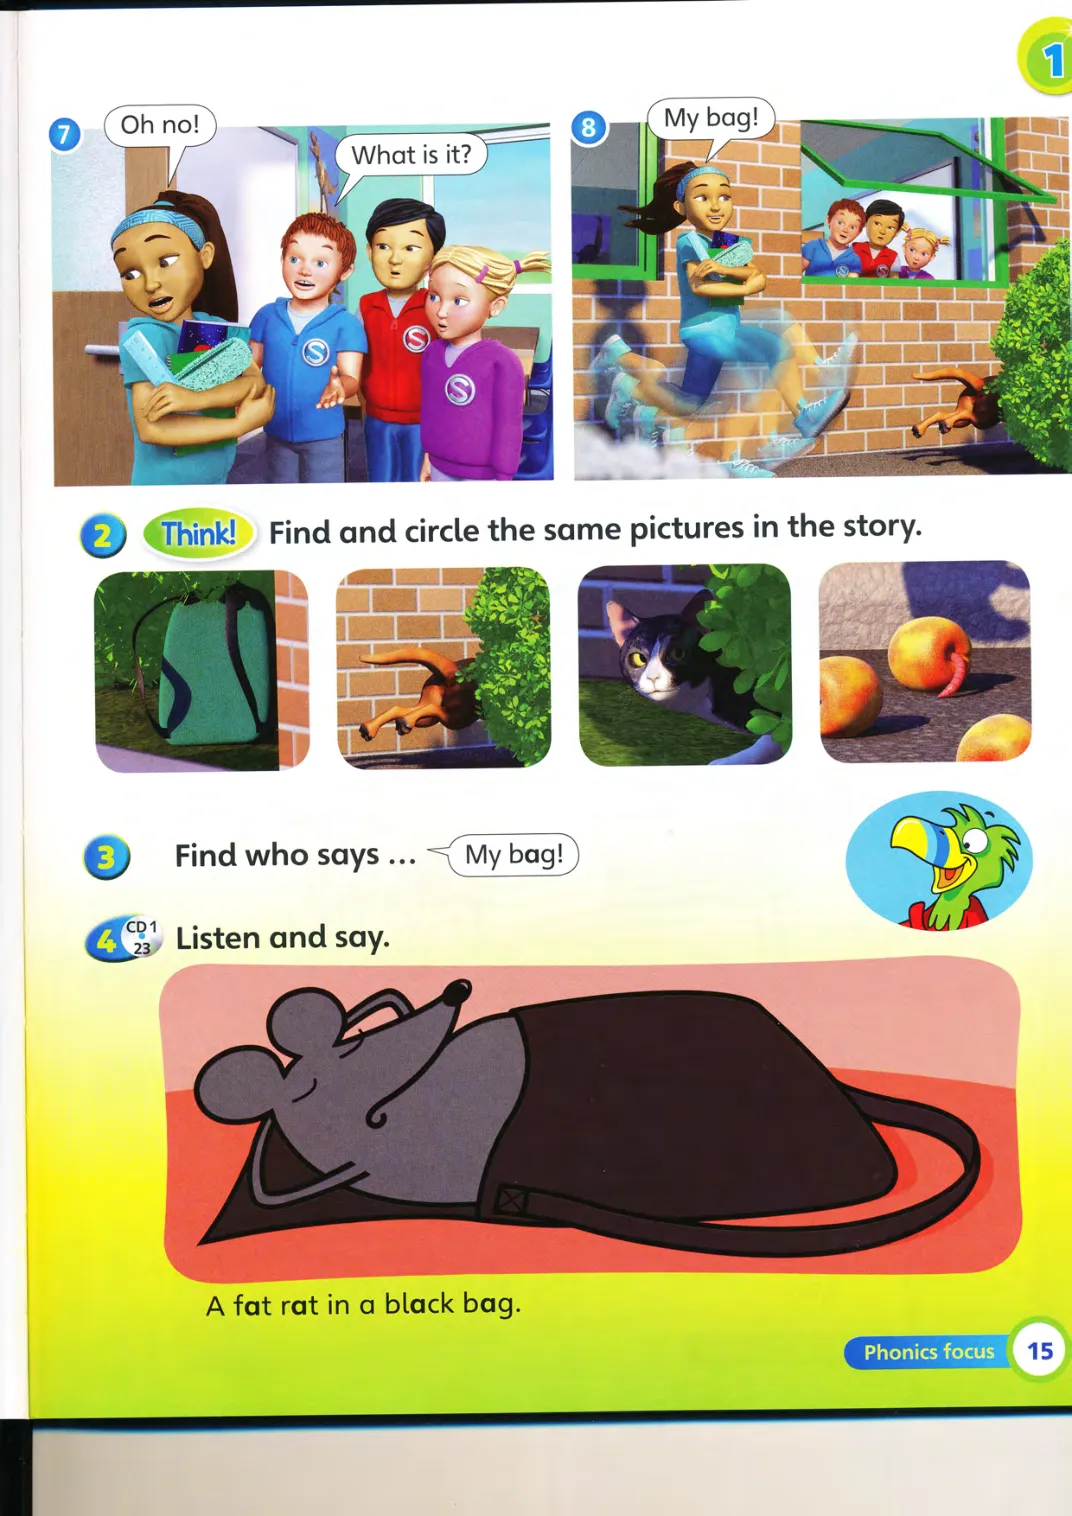 1
7
Oh no!
What is it?
8
My bag!
S
S
S
S
S
2 Think! Find and circle the same pictures in the story.
3 Find who says ... My bag!
4 CD1 23 Listen and say.
A fat rat in a black bag.
Phonics focus 15